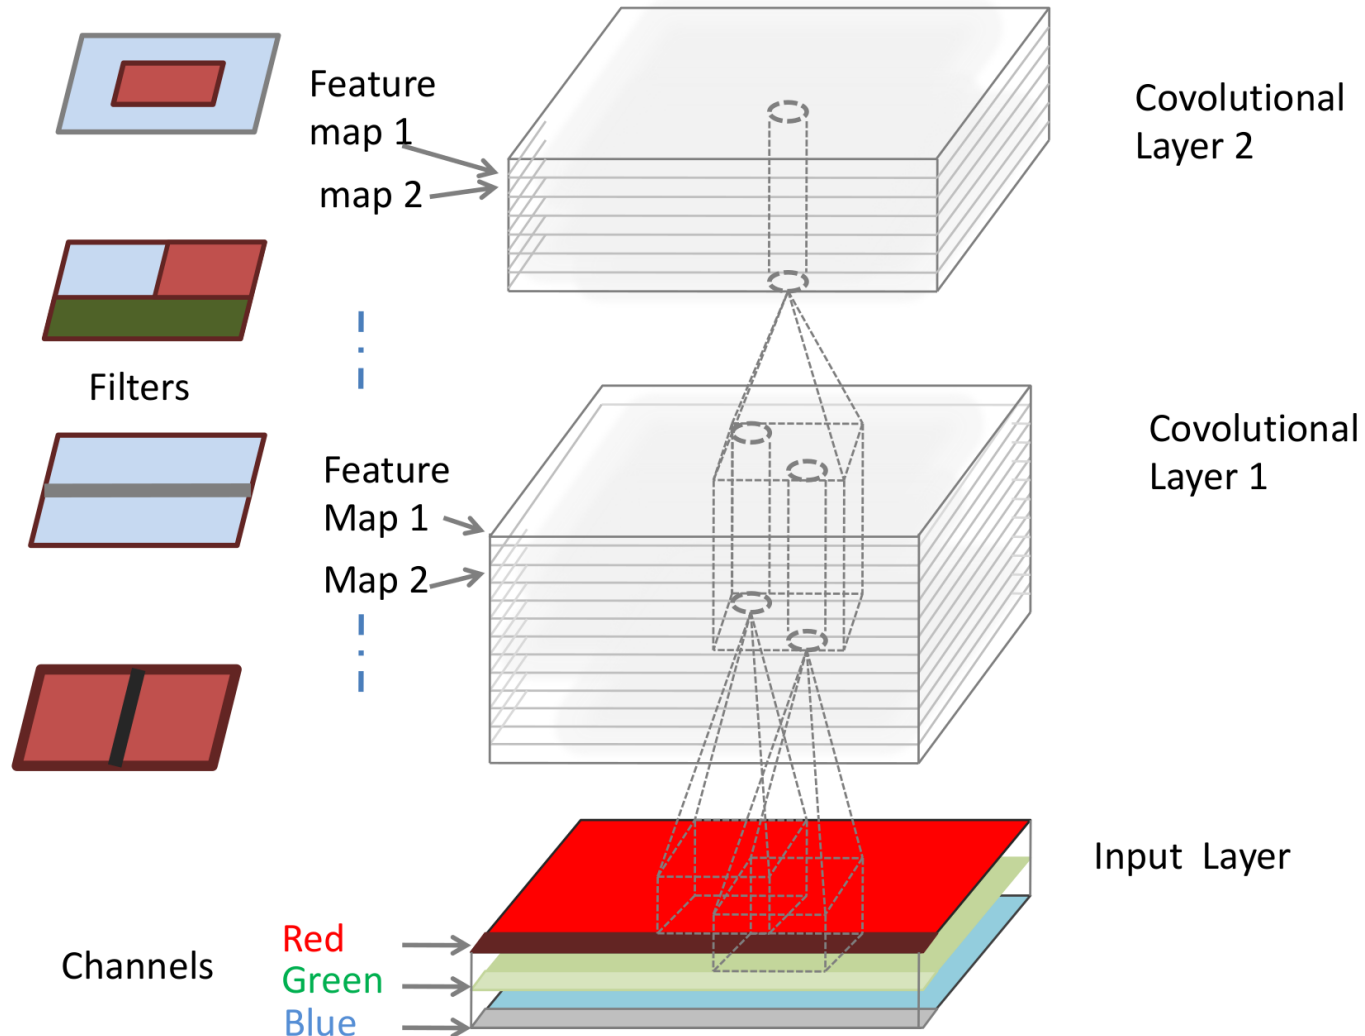 Feature
map 1
map 2
Covolutional
Layer 2
Filters
Feature
Map 1
Map 2
Covolutional
Layer 1
Input Layer
Channels
Red
Green
Blue